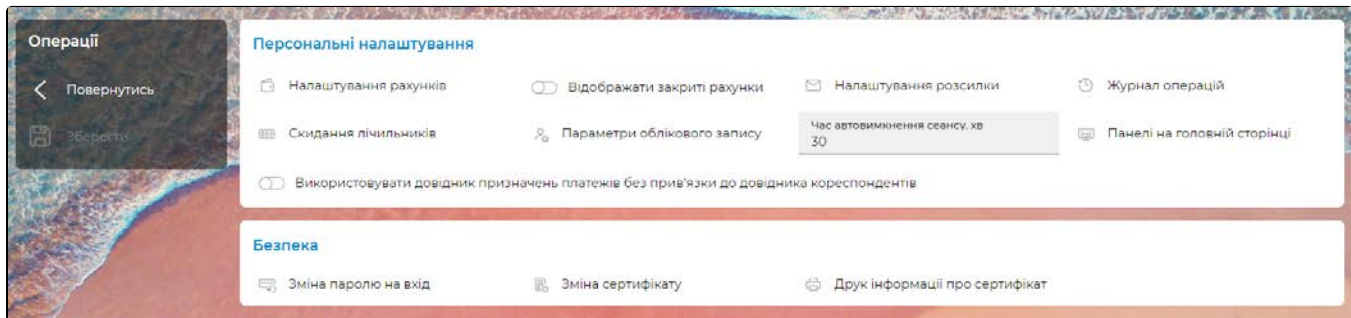 Операції
Повернутись
Зберегти
Персональні налаштування
Налаштування рахунків
Відображати закриті рахунки
Налаштування розсилки
Журнал операцій
Скидання лічильників
Параметри облікового запису
Час автовимкнення сеансу, хв
30
Панелі на головній сторінці
Використовувати довідник призначень платежів без прив'язки до довідника кореспондентів
Безпека
Зміна паролю на вхід
Зміна сертифікату
Друк інформації про сертифікат